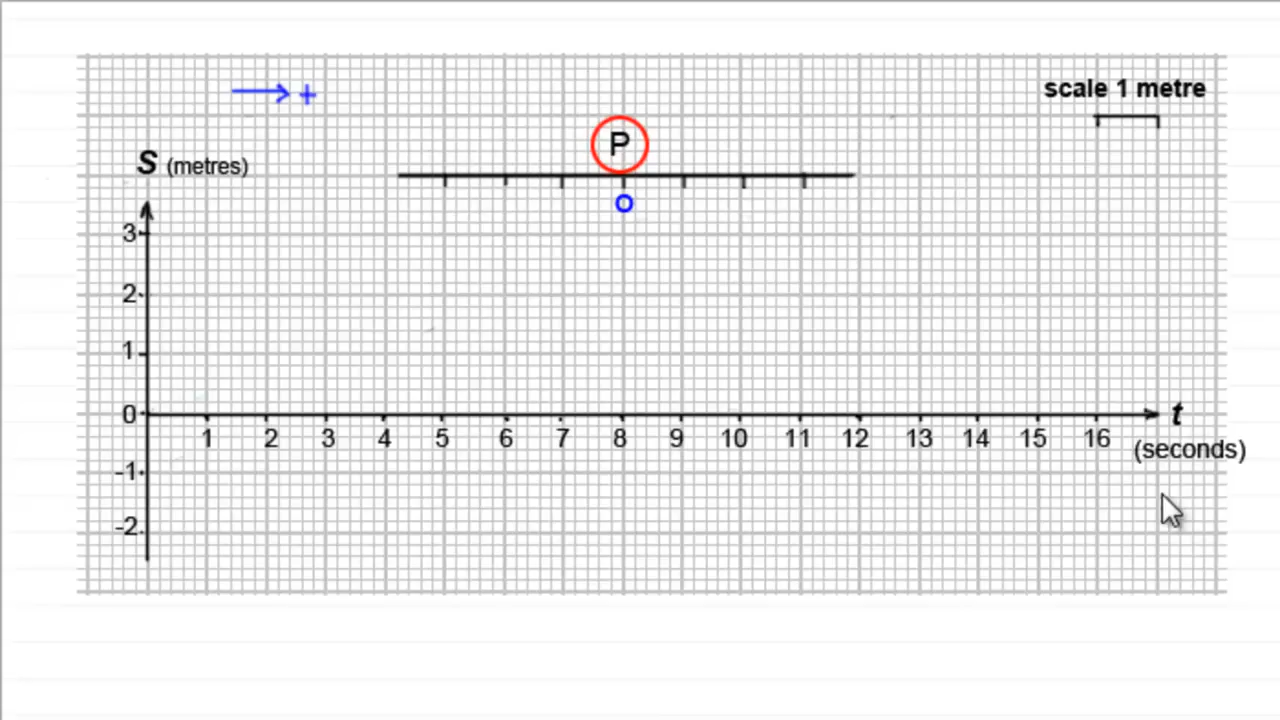 +
scale 1 metre
P
S (metres)
O
3
2
1
0
-1
-2
1 2 3 4 5 6 7 8 9 10 11 12 13 14 15 16
t
(seconds)